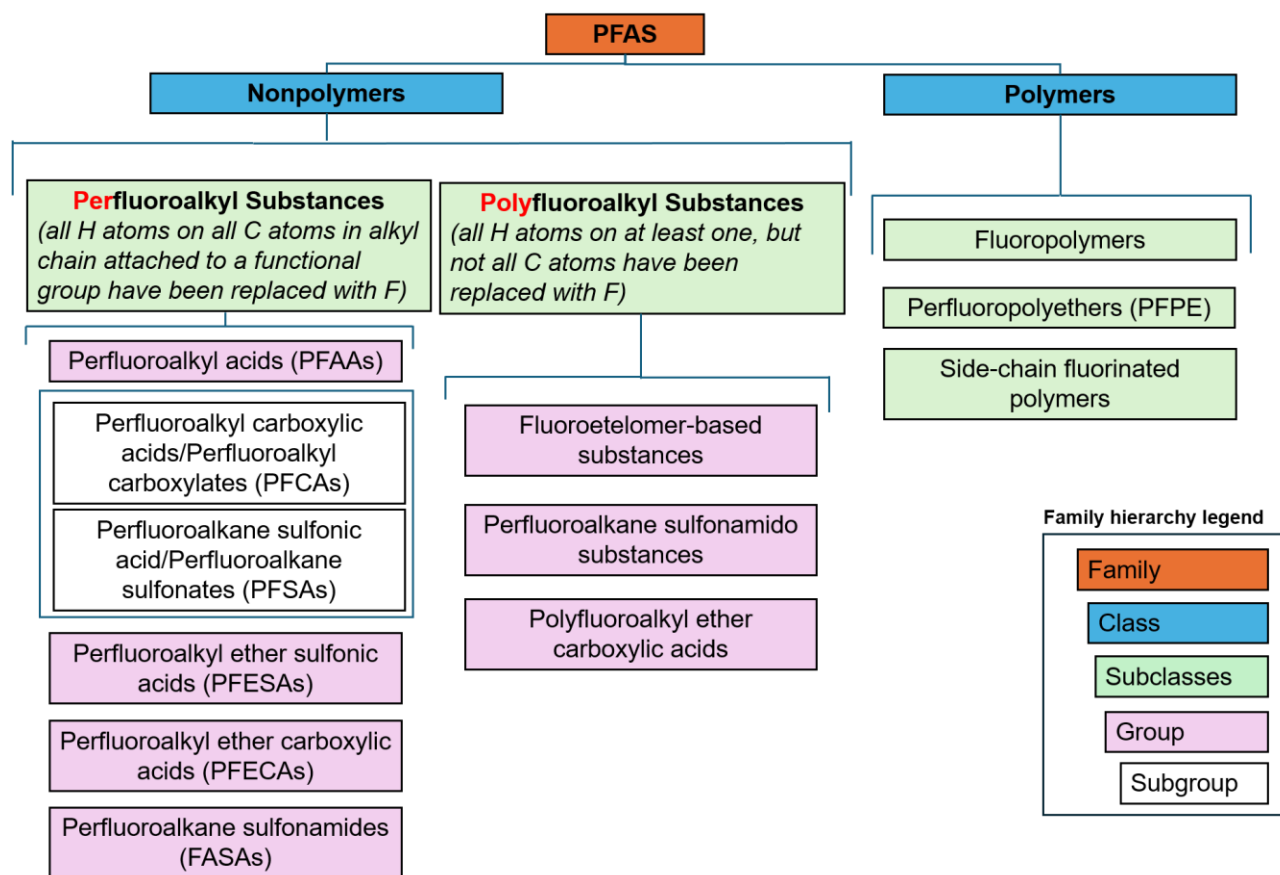 PFAS
Nonpolymers
Polymers
Perfluoroalkyl Substances
(all H atoms on all C atoms in alkyl
chain attached to a functional
group have been replaced with F)
Polyfluoroalkyl Substances
(all H atoms on at least one, but
not all C atoms have been
replaced with F)
Fluoropolymers
Perfluoropolyethers (PFPE)
Side-chain fluorinated
polymers
Perfluoroalkyl acids (PFAAs)
Perfluoroalkyl carboxylic
acids/Perfluoroalkyl
carboxylates (PFCAs)
Perfluoroalkane sulfonic
acid/Perfluoroalkane
sulfonates (PFSAs)
Perfluoroalkyl ether sulfonic
acids (PFESAs)
Perfluoroalkyl ether carboxylic
acids (PFECAs)
Perfluoroalkane sulfonamides
(FASAs)
Fluoroetelomer-based
substances
Perfluoroalkane sulfonamido
substances
Polyfluoroalkyl ether
carboxylic acids
Family hierarchy legend
Family
Class
Subclasses
Group
Subgroup